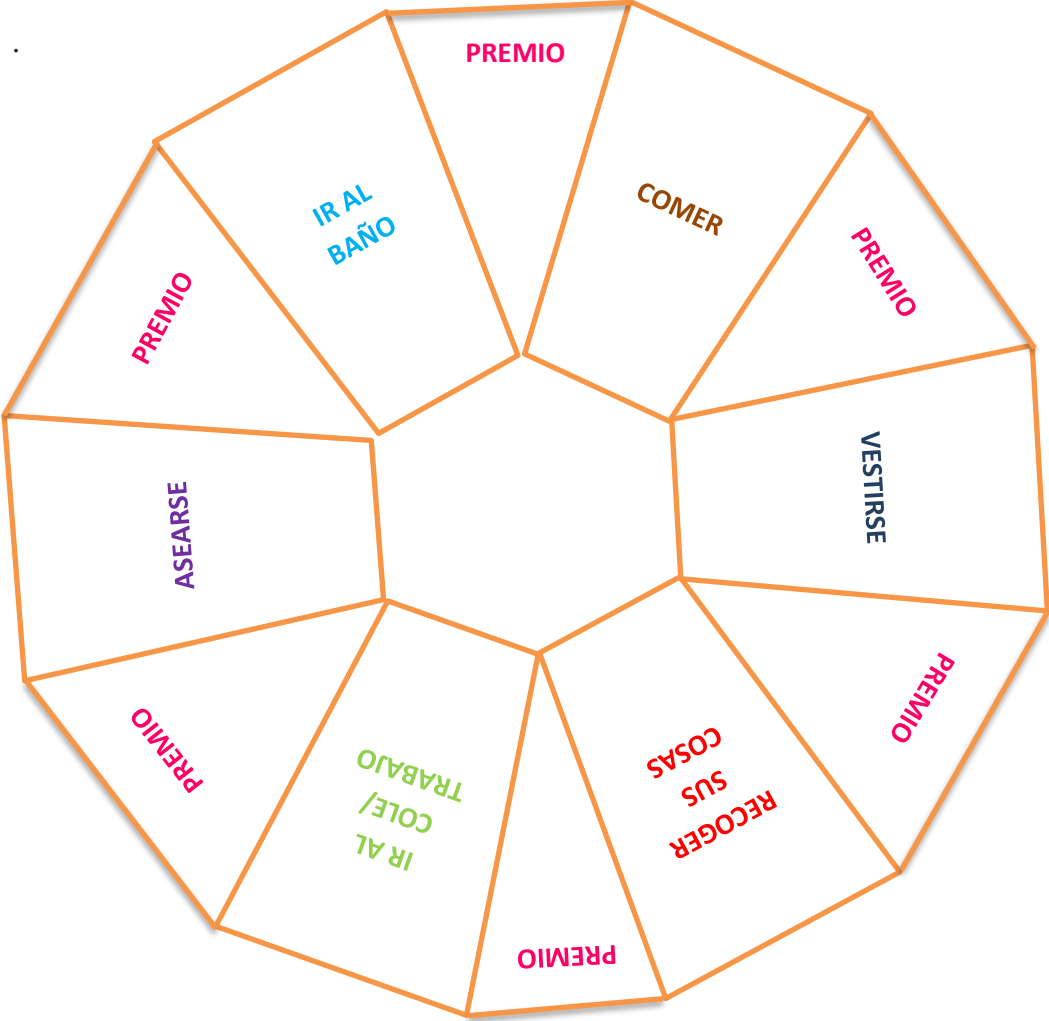 .
PREMIO
COMER
PREMIO
VESTIRSE
PREMIO
RECOGER
SUS
COSAS
PREMIO
IR AL
COLE/
TRABAJO
PREMIO
ASEARSE
PREMIO
IR AL
BAÑO